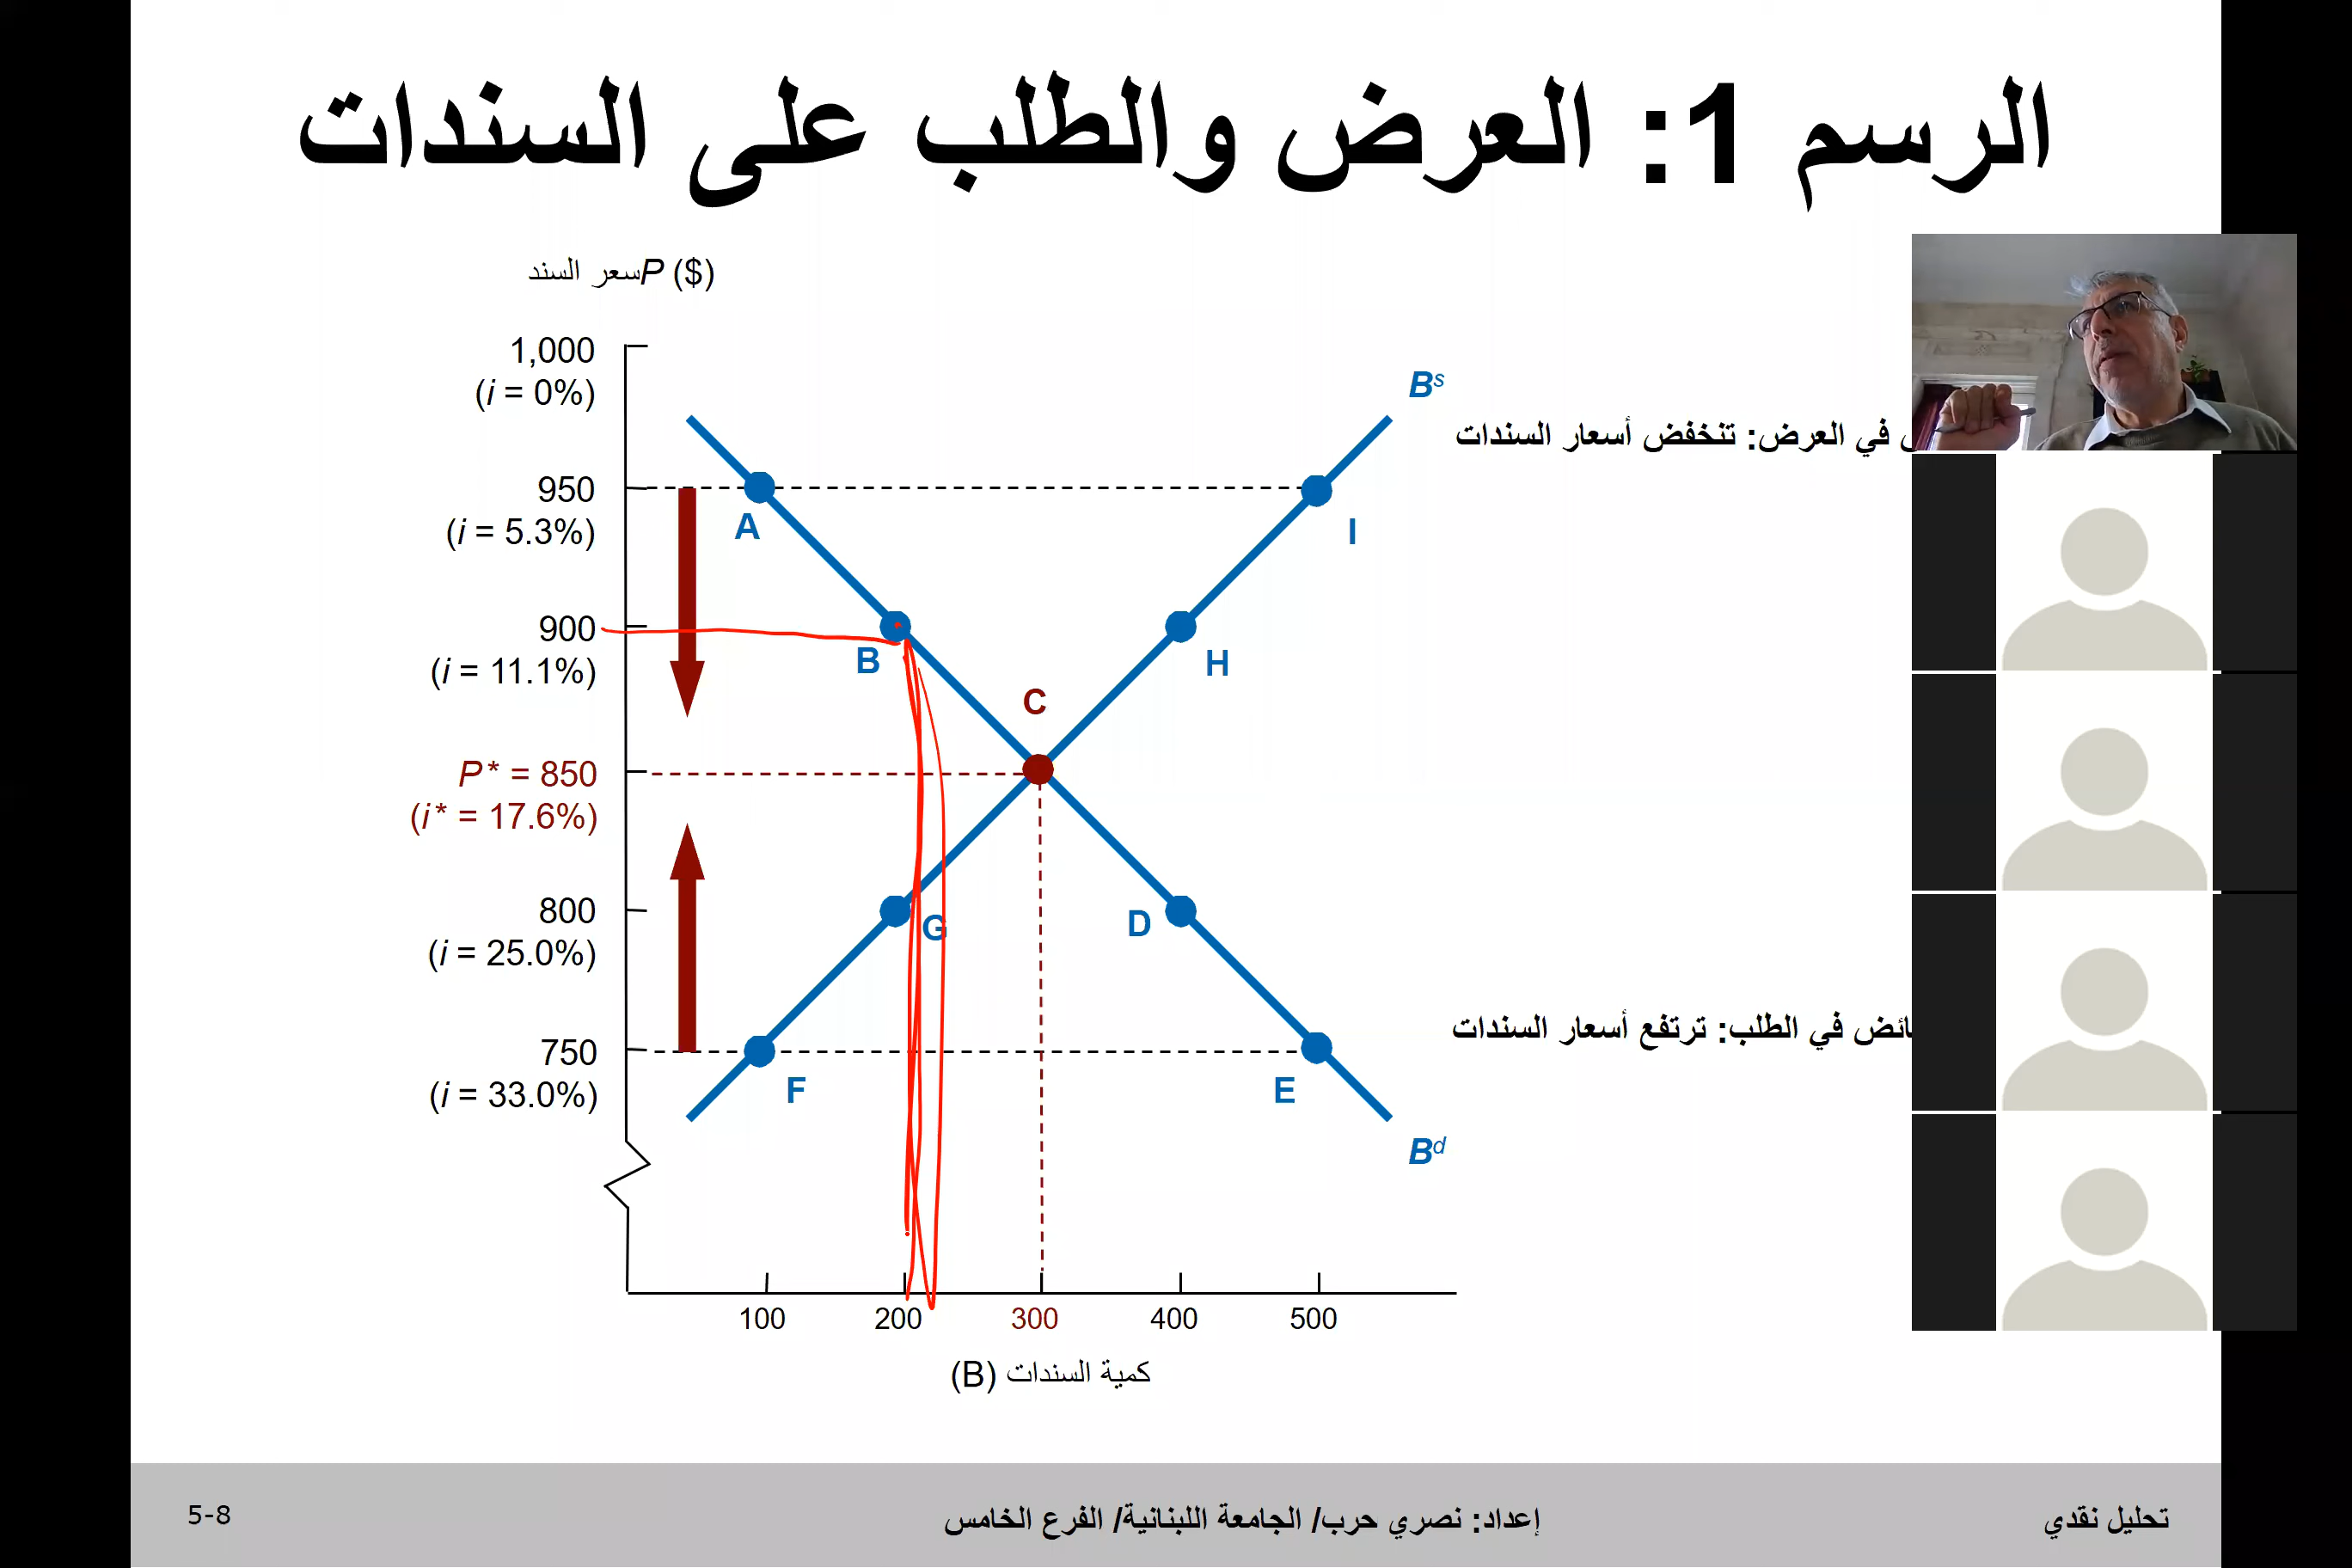 الرسم 1: العرض والطلب على السندات
سعر السند P ($)
1,000
(i = 0%)
Bs
في العرض: تنخفض أسعار السندات
950
(i = 5.3%)
A
I
900
(i = 11.1%)
B
H
C
P* = 850
(i* = 17.6%)
800
(i = 25.0%)
G
D
في الطلب: ترتفع أسعار السندات
750
(i = 33.0%)
F
E
Bd
100 200 300 400 500
كمية السندات (B)
تحليل نقدي
إعداد: نصري حرب/ الجامعة اللبنانية/ الفرع الخامس
5-8